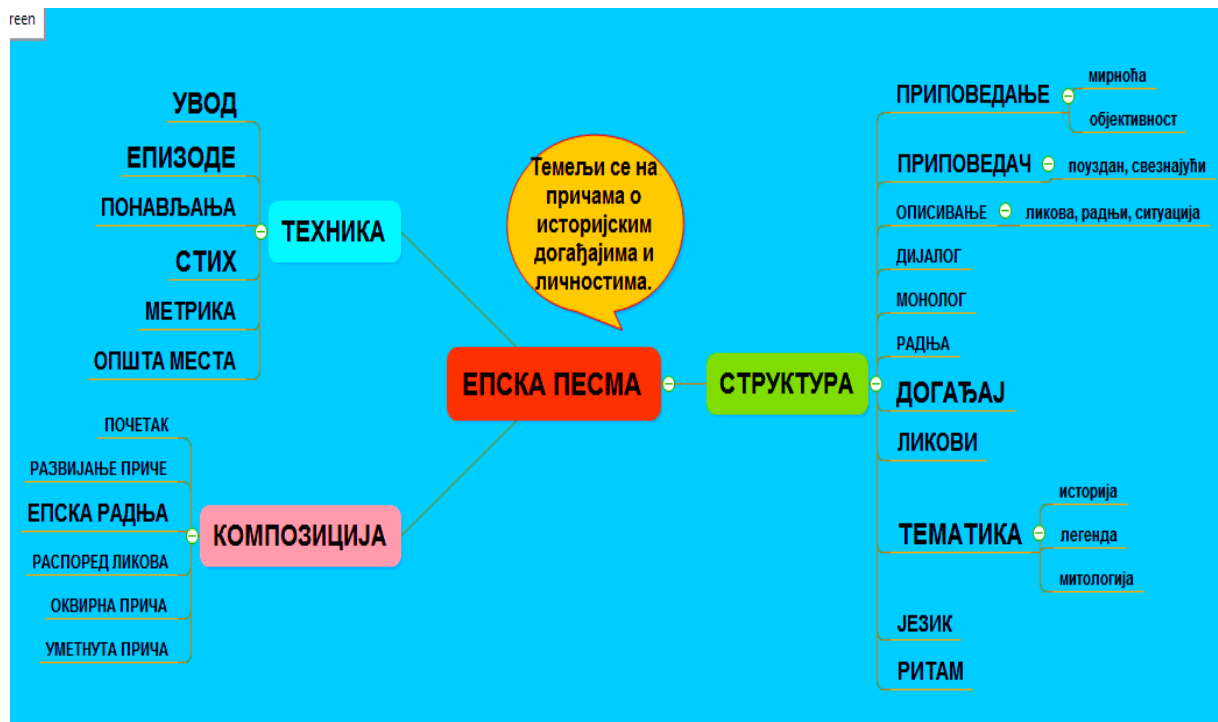 reen
УВОД
ЕПИЗОДЕ
ПОНАВЉАЊА
СТИХ
МЕТРИКА
ОПШТА МЕСТА
ТЕХНИКА
ПОЧЕТАК
РАЗВИЈАЊЕ ПРИЧЕ
ЕПСКА РАДЊА
РАСПОРЕД ЛИКОВА
ОКВИРНА ПРИЧА
УМЕТНУТА ПРИЧА
КОМПОЗИЦИЈА
Темељи се на
причама о
историјским
догађајима и
личностима.
ЕПСКА ПЕСМА
СТРУКТУРА
ПРИПОВЕДАЊЕ
мирноћа
објективност
ПРИПОВЕДАЧ
поуздан, свезнајући
ОПИСИВАЊЕ
ликова, радњи, ситуација
ДИЈАЛОГ
МОНОЛОГ
РАДЊА
ДОГАЂАЈ
ЛИКОВИ
ТЕМАТИКА
историја
легенда
митологија
ЈЕЗИК
РИТАМ